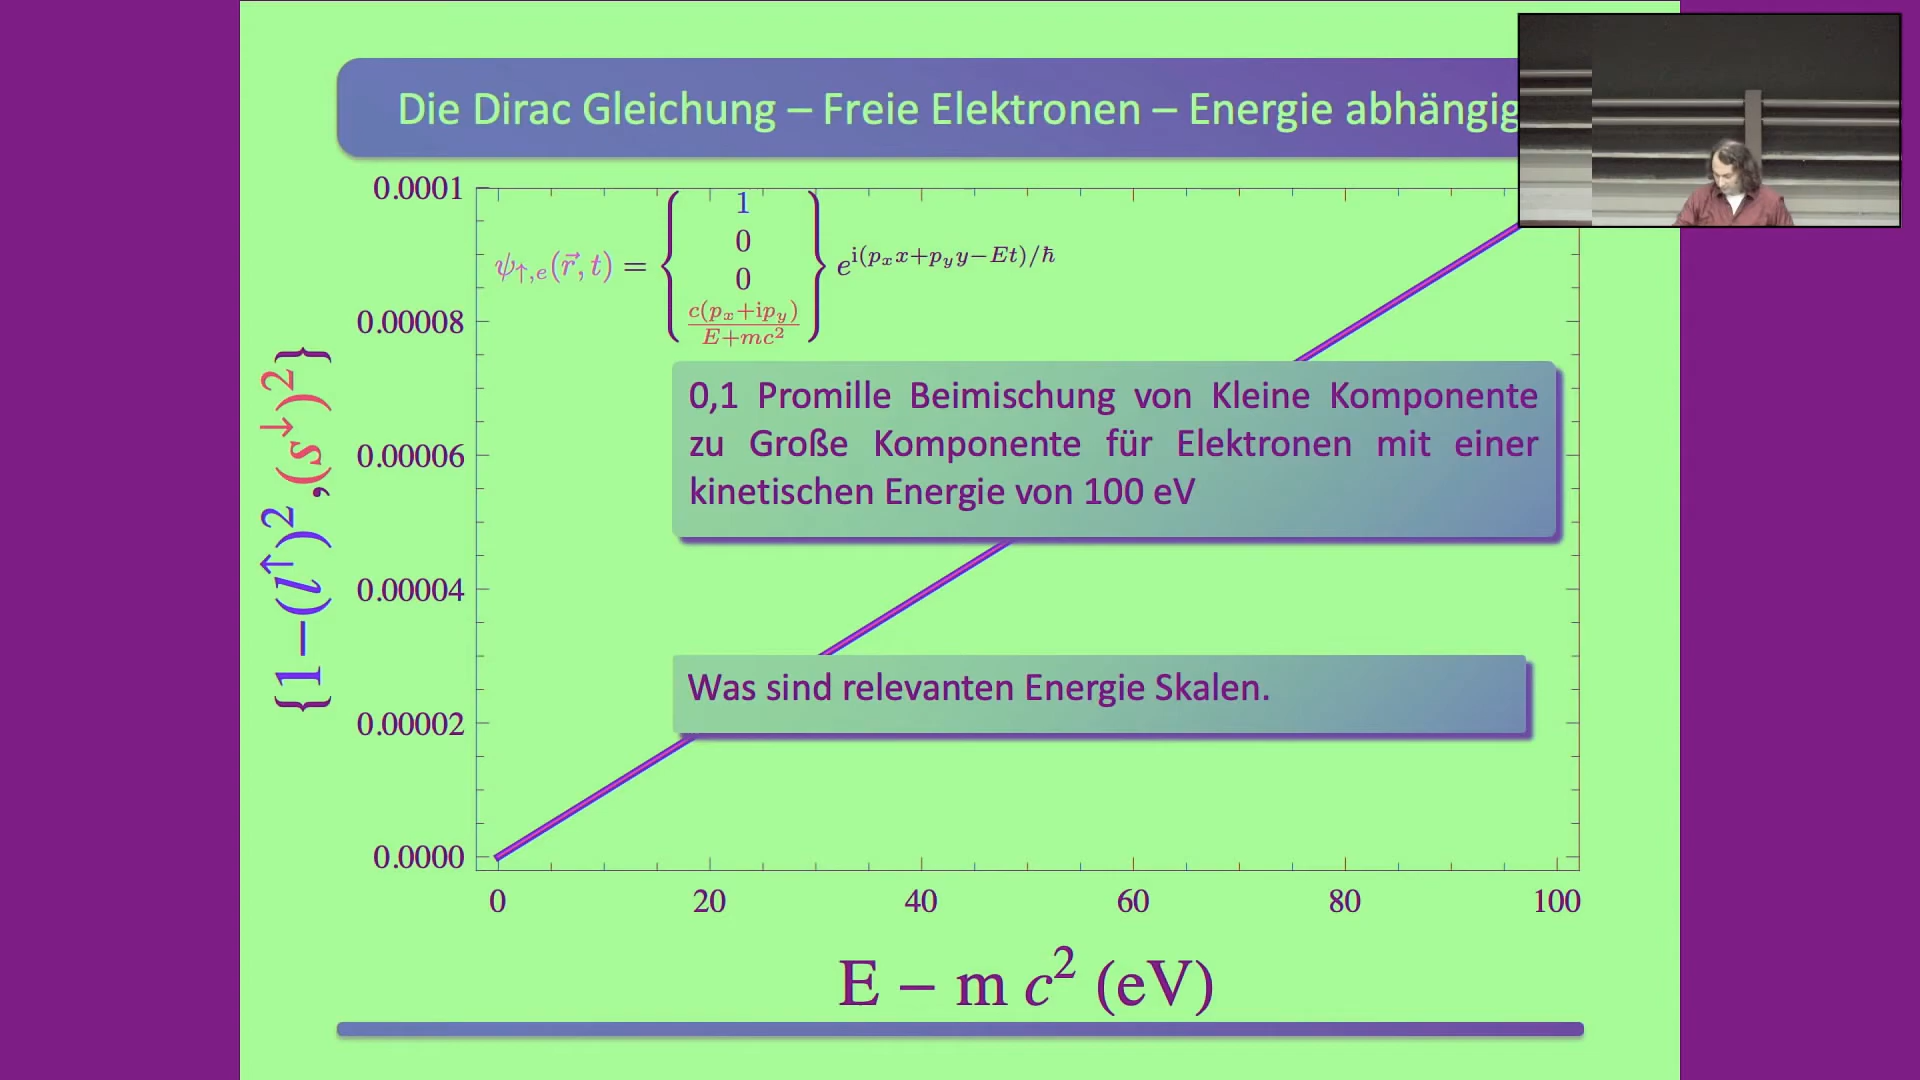 Die Dirac Gleichung – Freie Elektronen – Energie abhängig
0.0001
0.00008
0.00006
0.00004
0.00002
0.0000
{1−(l↑)²,(s↓)²}
ψ↑,e(r⃗,t) = { 1 0 0 c(pₓ+ip_y)/(E+mc²) } e^{i(pₓx+p_yy−Et)/ħ}
0,1 Promille Beimischung von Kleine Komponente
zu Große Komponente für Elektronen mit einer
kinetischen Energie von 100 eV
Was sind relevanten Energie Skalen.
0 20 40 60 80 100
E − m c² (eV)